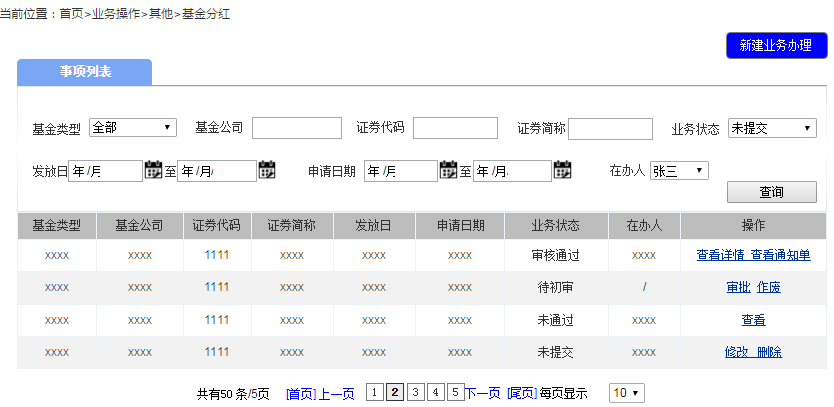 当前位置：首页>业务操作>其他>基金分红
新建业务办理
事项列表
基金类型 全部 基金公司 证券代码 证券简称 业务状态 未提交
发放日 年 /月 至 年 /月/ 申请日期 年 /月 至 年 /月/ 在办人 张三
查询
基金类型 基金公司 证券代码 证券简称 发放日 申请日期 业务状态 在办人 操作
xxxx xxxx 1111 xxxx xxxx xxxx 审核通过 xxxx 查看详情 查看通知单
xxxx xxxx 1111 xxxx xxxx xxxx 待初审 / 审批 作废
xxxx xxxx 1111 xxxx xxxx xxxx 未通过 xxxx 查看
xxxx xxxx 1111 xxxx xxxx xxxx 未提交 xxxx 修改 删除
共有50 条/5页 [首页] 上一页 1 2 3 4 5 下一页 [尾页] 每页显示 10